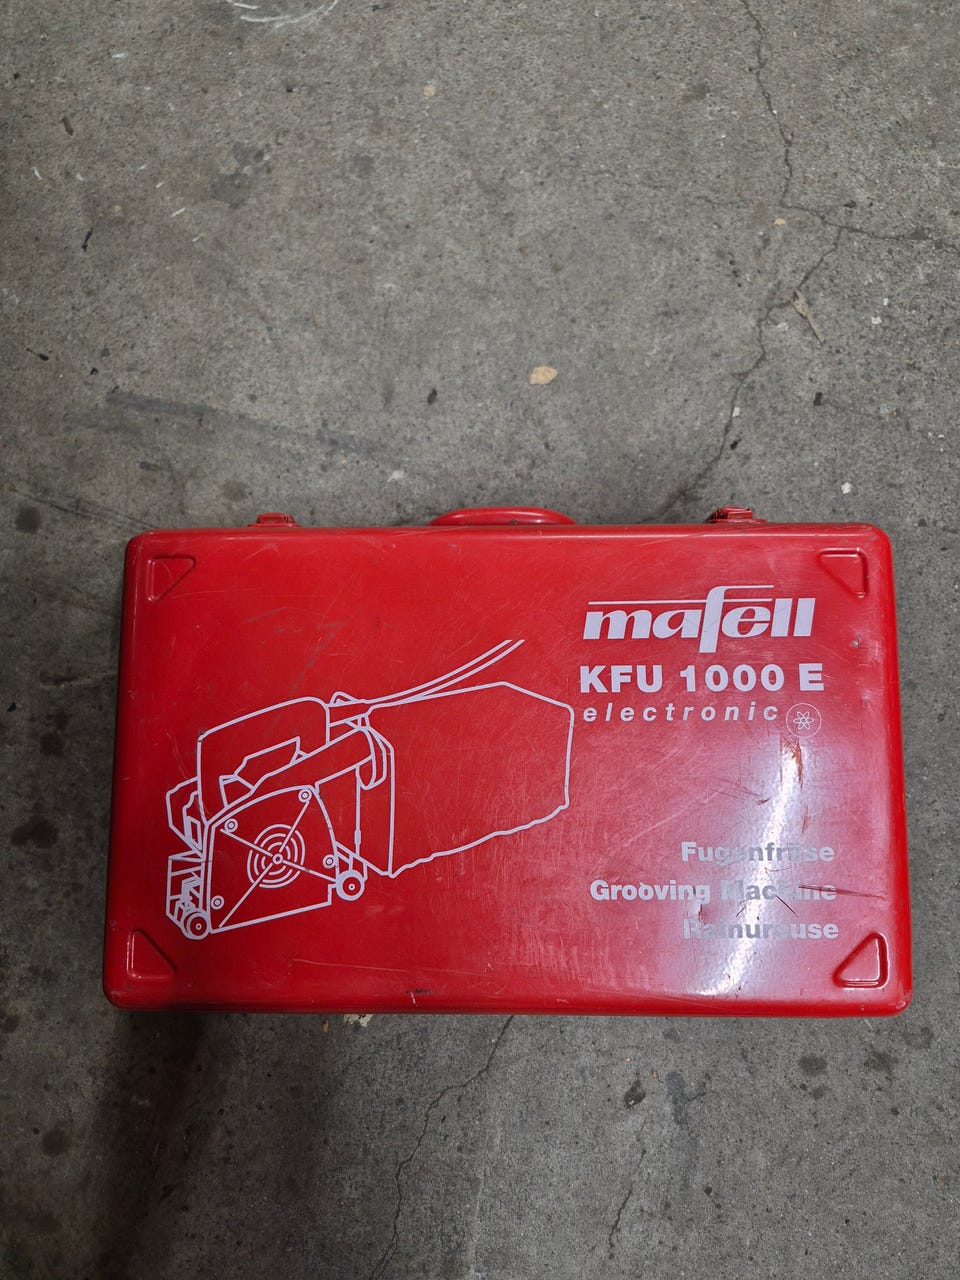 mafell
KFU 1000 E
electronic
Fugenfräse
Grooving Machine
Rainureuse